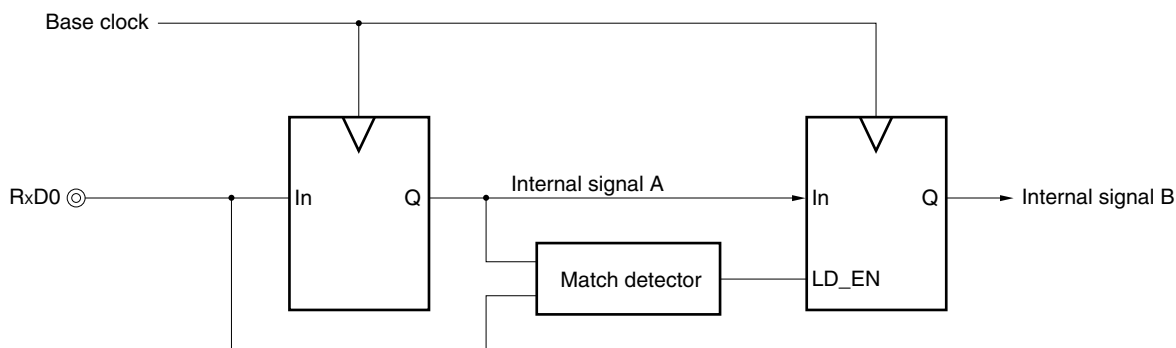 Base clock
RxD0
In
Q
Internal signal A
In
Q
Internal signal B
Match detector
LD_EN